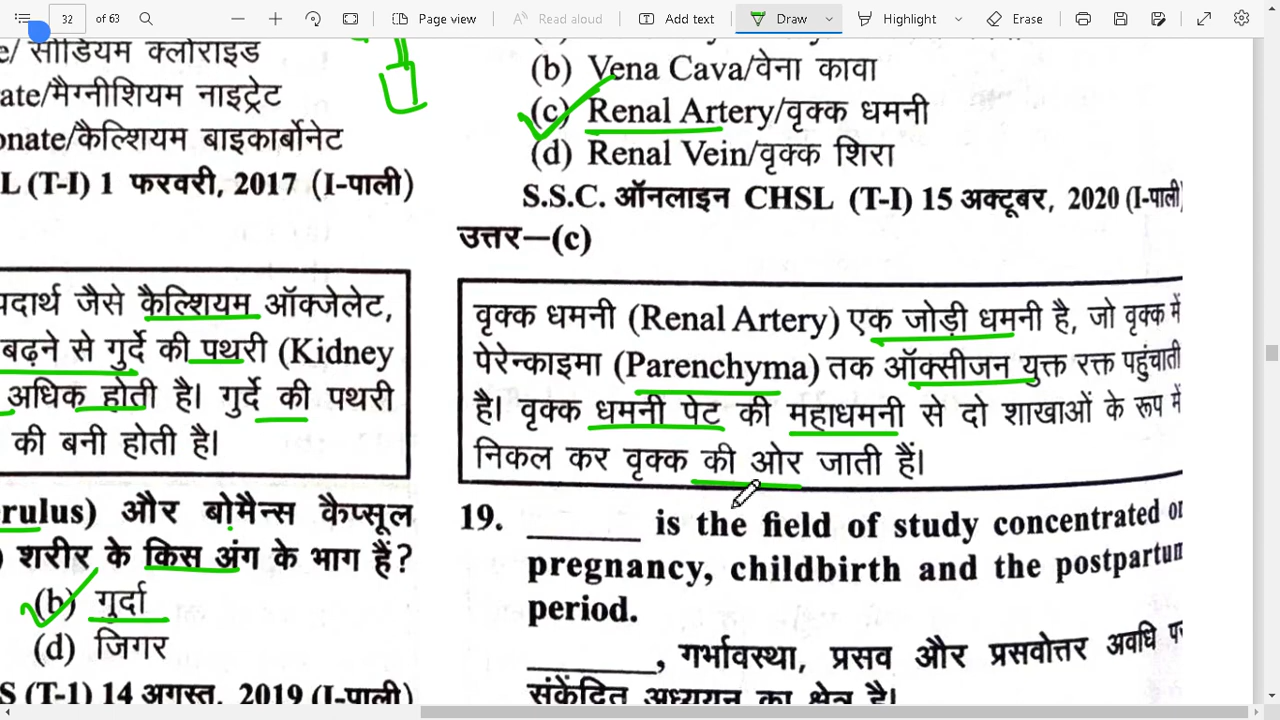 32 of 63 Page view Read aloud Add text Draw Highlight Erase
e/ सोडियम क्लोराइड
ate/मैग्नीशियम नाइट्रेट
onate/कैल्शियम बाइकार्बोनेट
L (T-I) 1 फरवरी, 2017 (I-पाली)
पदार्थ जैसे कैल्शियम ऑक्जेलेट,
बढ़ने से गुर्दे की पथरी (Kidney
अधिक होती है। गुर्दे की पथरी
की बनी होती है।
rulus) और बोमैन्स कैप्सूल
) शरीर के किस अंग के भाग हैं?
(b) गुर्दा
(d) जिगर
S (T-1) 14 अगस्त, 2019 (I-पाली)
(b) Vena Cava/वेना कावा
(c) Renal Artery/वृक्क धमनी
(d) Renal Vein/वृक्क शिरा
S.S.C. ऑनलाइन CHSL (T-I) 15 अक्टूबर, 2020 (I-पाली)
उत्तर—(c)
वृक्क धमनी (Renal Artery) एक जोड़ी धमनी है, जो वृक्क में
पेरेन्काइमा (Parenchyma) तक ऑक्सीजन युक्त रक्त पहुंचाती
है। वृक्क धमनी पेट की महाधमनी से दो शाखाओं के रूप में
निकल कर वृक्क की ओर जाती हैं।
19. ______ is the field of study concentrated on
pregnancy, childbirth and the postpartum
period.
______, गर्भावस्था, प्रसव और प्रसवोत्तर अवधि पर
संकेंद्रित अध्ययन का क्षेत्र है।